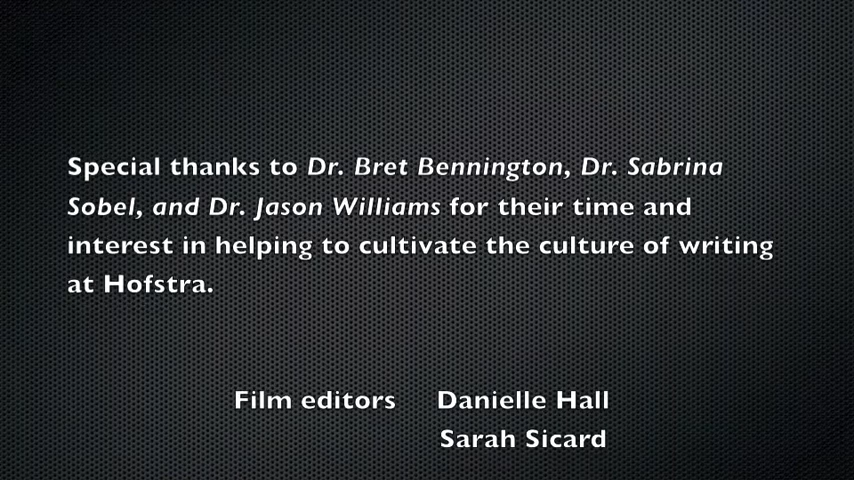 Special thanks to Dr. Bret Bennington, Dr. Sabrina
Sobel, and Dr. Jason Williams for their time and
interest in helping to cultivate the culture of writing
at Hofstra.
Film editors Danielle Hall
Sarah Sicard